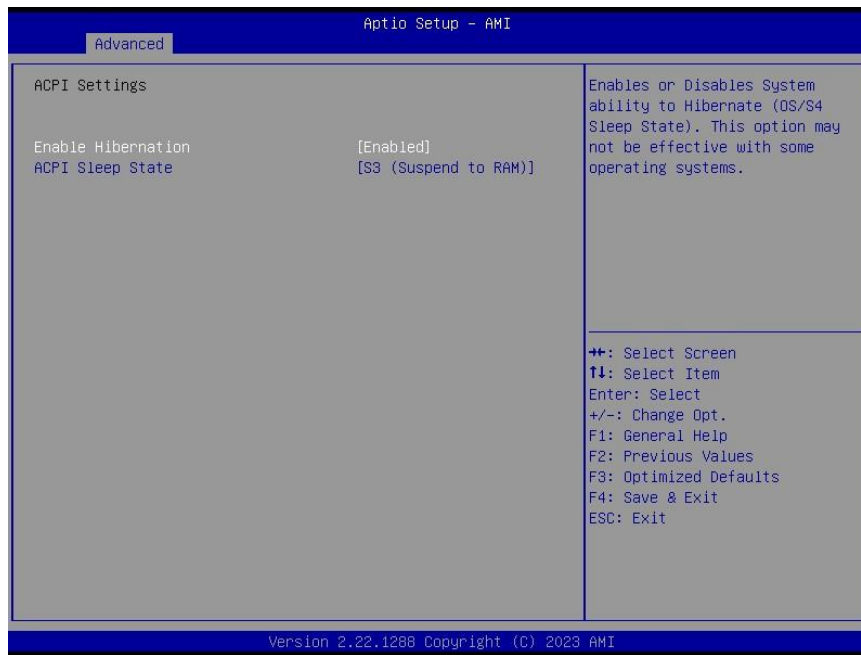 Aptio Setup – AMI
Advanced
ACPI Settings
Enable Hibernation [Enabled]
ACPI Sleep State [S3 (Suspend to RAM)]
Enables or Disables System
ability to Hibernate (OS/S4
Sleep State). This option may
not be effective with some
operating systems.
→←: Select Screen
↑↓: Select Item
Enter: Select
+/-: Change Opt.
F1: General Help
F2: Previous Values
F3: Optimized Defaults
F4: Save & Exit
ESC: Exit
Version 2.22.1288 Copyright (C) 2023 AMI